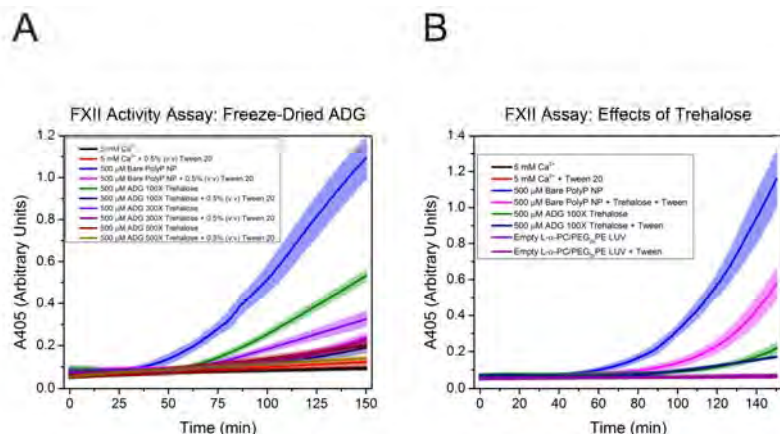 A
FXII Activity Assay: Freeze-Dried ADG
1.2
1.0
0.8
0.6
0.4
0.2
0.0
A405 (Arbitrary Units)
5 mM Ca²⁺
5 mM Ca²⁺ + 0.5% (v:v) Tween 20
500 µM Bare PolyP NP
500 µM Bare PolyP NP + 0.5% (v:v) Tween 20
500 µM ADG 100X Trehalose
500 µM ADG 100X Trehalose + 0.5% (v:v) Tween 20
500 µM ADG 300X Trehalose
500 µM ADG 300X Trehalose + 0.5% (v:v) Tween 20
500 µM ADG 500X Trehalose
500 µM ADG 500X Trehalose + 0.5% (v:v) Tween 20
0 25 50 75 100 125 150
Time (min)
B
FXII Assay: Effects of Trehalose
1.4
1.2
1.0
0.8
0.6
0.4
0.2
0.0
A405 (Arbitrary Units)
5 mM Ca²⁺
5 mM Ca²⁺ + Tween 20
500 µM Bare PolyP NP
500 µM Bare PolyP NP + Trehalose + Tween
500 µM ADG 100X Trehalose
500 µM ADG 100X Trehalose + Tween
Empty L-α-PC/PEG PE LUV
Empty L-α-PC/PEG PE LUV + Tween
0 20 40 60 80 100 120 140
Time (min)